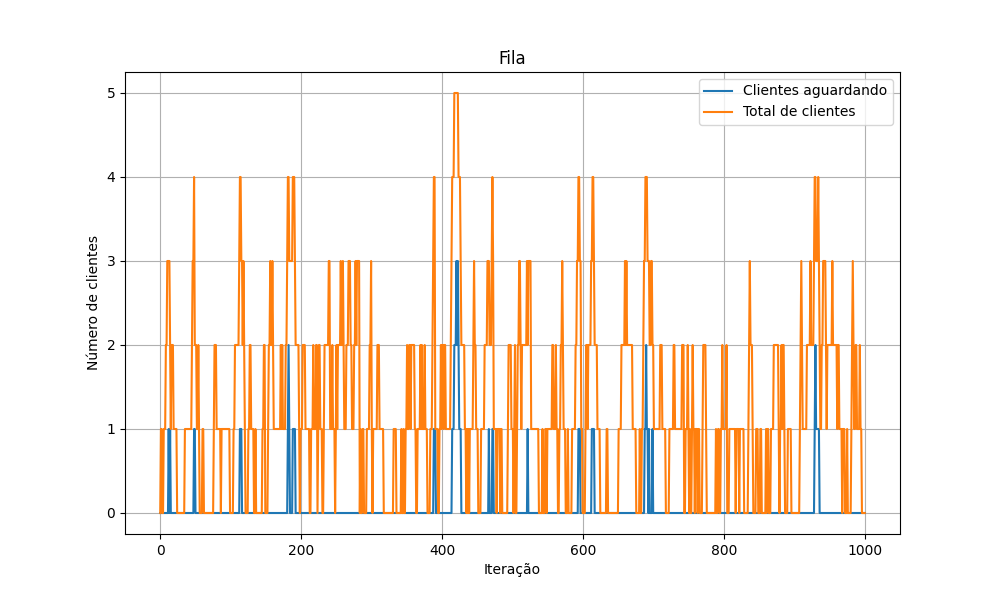 Fila
Clientes aguardando
Total de clientes
Número de clientes
5
4
3
2
1
0
0 200 400 600 800 1000
Iteração